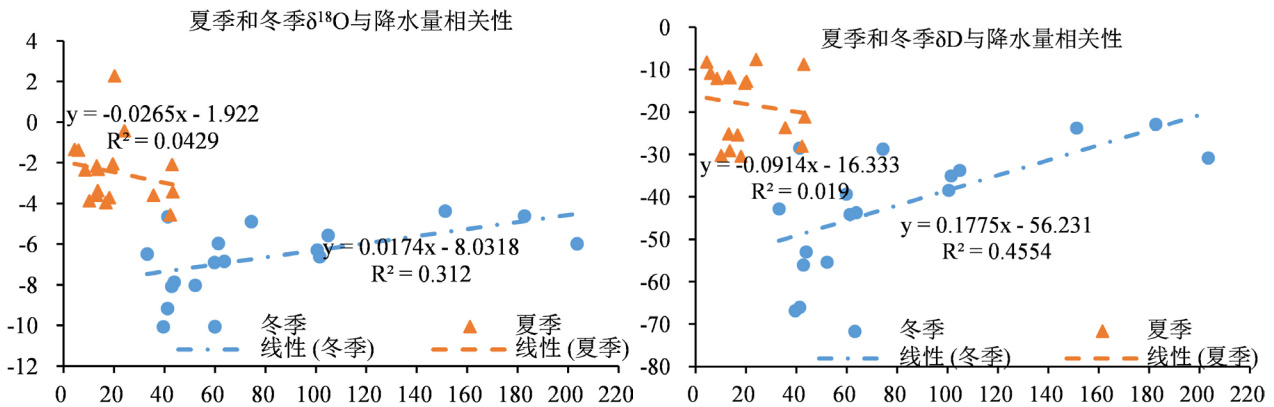 夏季和冬季δ¹⁸O与降水量相关性
4
2
0
-2
-4
-6
-8
-10
-12
y = -0.0265x - 1.922
R² = 0.0429
y = 0.0174x - 8.0318
R² = 0.312
冬季
夏季
线性 (冬季)
线性 (夏季)
0 20 40 60 80 100 120 140 160 180 200 220
夏季和冬季δD与降水量相关性
0
-10
-20
-30
-40
-50
-60
-70
-80
y = -0.0914x - 16.333
R² = 0.019
y = 0.1775x - 56.231
R² = 0.4554
冬季
夏季
线性 (冬季)
线性 (夏季)
0 20 40 60 80 100 120 140 160 180 200 220